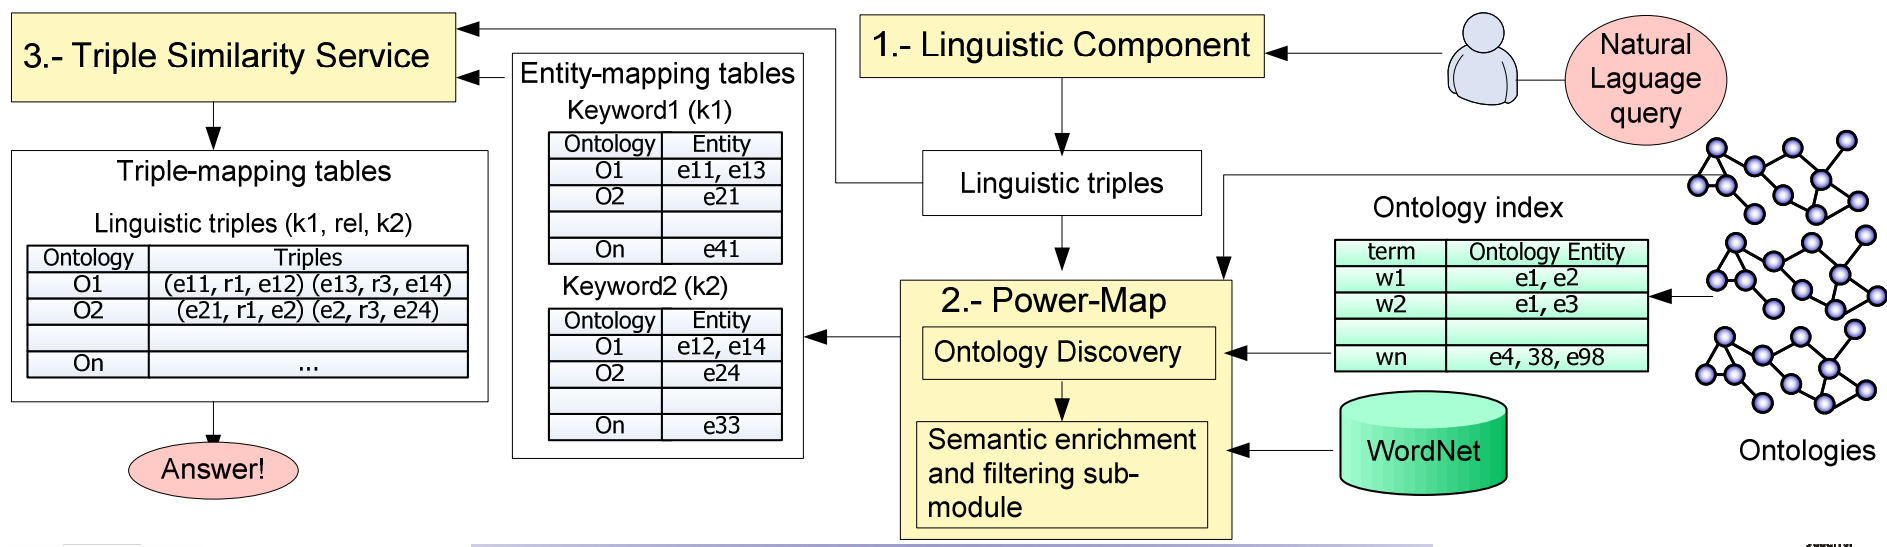 3.- Triple Similarity Service
1.- Linguistic Component
Natural
Laguage
query
Entity-mapping tables
Keyword1 (k1)
Ontology Entity
O1 e11, e13
O2 e21
On e41
Keyword2 (k2)
Ontology Entity
O1 e12, e14
O2 e24
On e33
Triple-mapping tables
Linguistic triples (k1, rel, k2)
Ontology Triples
O1 (e11, r1, e12) (e13, r3, e14)
O2 (e21, r1, e2) (e2, r3, e24)
On ...
Answer!
Linguistic triples
2.- Power-Map
Ontology Discovery
Semantic enrichment
and filtering sub-
module
Ontology index
term Ontology Entity
w1 e1, e2
w2 e1, e3
wn e4, 38, e98
WordNet
Ontologies